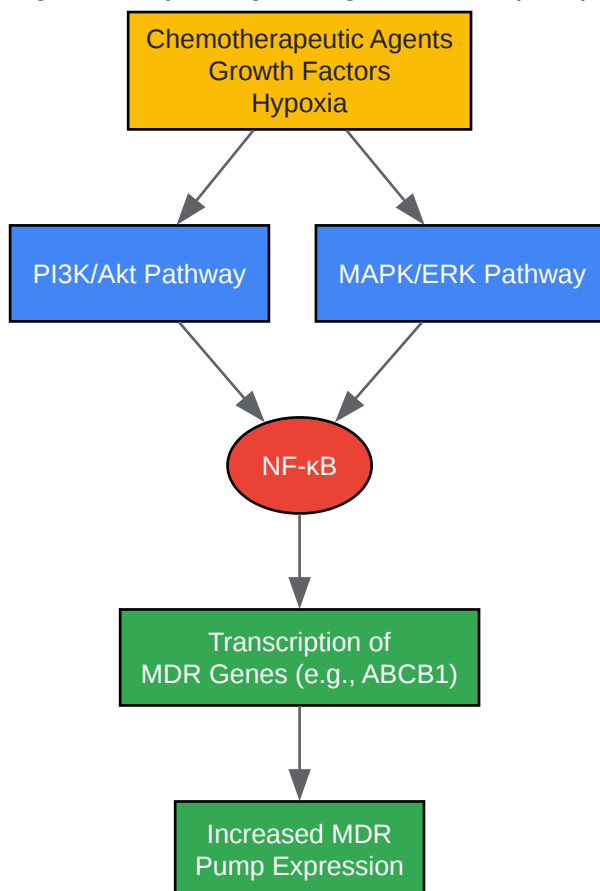 Chemotherapeutic Agents
Growth Factors
Hypoxia
PI3K/Akt Pathway
MAPK/ERK Pathway
NF-κB
Transcription of
MDR Genes (e.g., ABCB1)
Increased MDR
Pump Expression